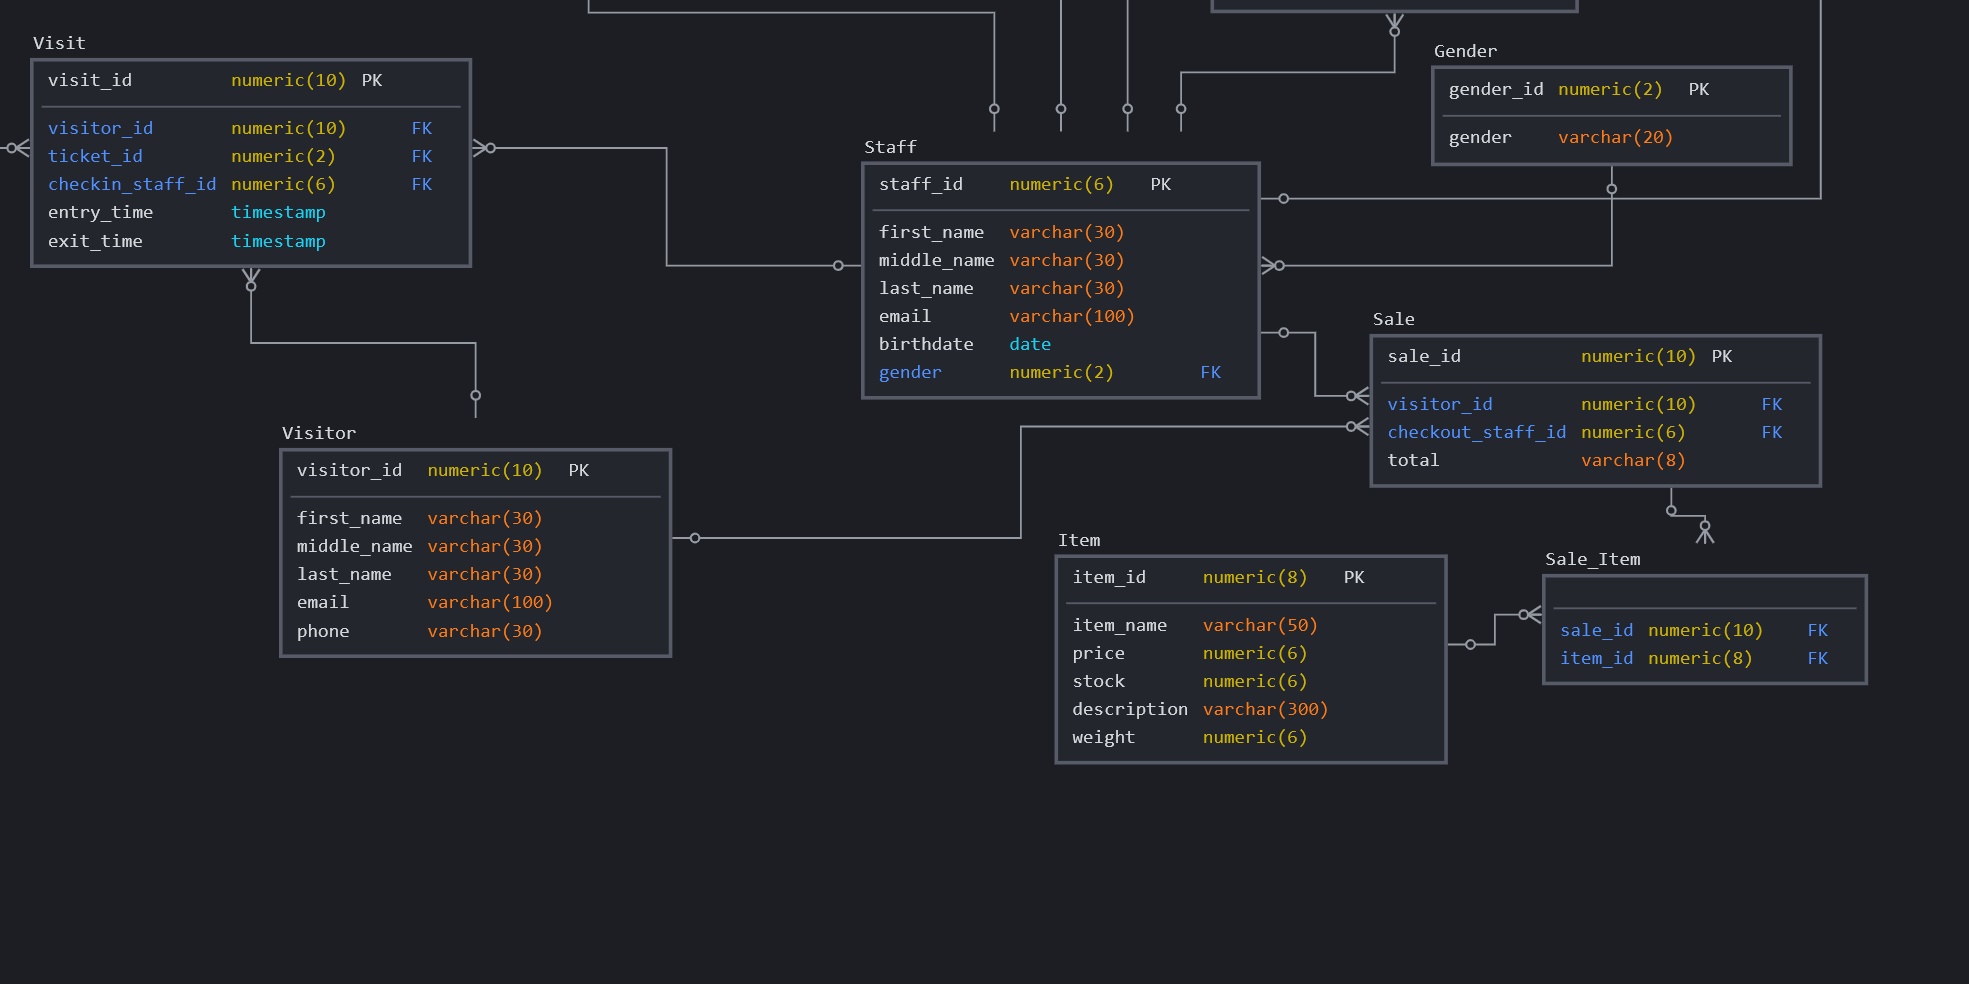 Visit
visit_id numeric(10) PK
visitor_id numeric(10) FK
ticket_id numeric(2) FK
checkin_staff_id numeric(6) FK
entry_time timestamp
exit_time timestamp
Staff
staff_id numeric(6) PK
first_name varchar(30)
middle_name varchar(30)
last_name varchar(30)
email varchar(100)
birthdate date
gender numeric(2) FK
Gender
gender_id numeric(2) PK
gender varchar(20)
Sale
sale_id numeric(10) PK
visitor_id numeric(10) FK
checkout_staff_id numeric(6) FK
total varchar(8)
Visitor
visitor_id numeric(10) PK
first_name varchar(30)
middle_name varchar(30)
last_name varchar(30)
email varchar(100)
phone varchar(30)
Item
item_id numeric(8) PK
item_name varchar(50)
price numeric(6)
stock numeric(6)
description varchar(300)
weight numeric(6)
Sale_Item
sale_id numeric(10) FK
item_id numeric(8) FK